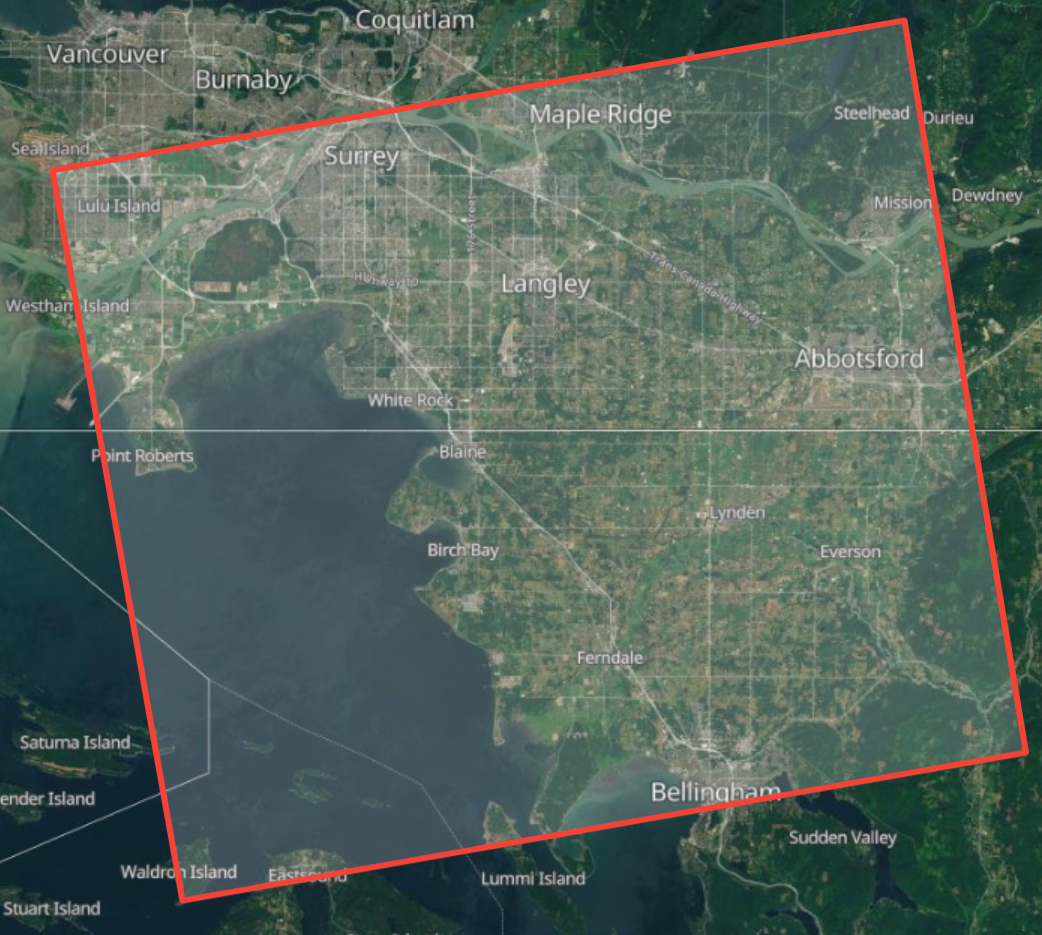 Coquitlam
Vancouver
Burnaby
Maple Ridge
Steelhead
Durieu
Sea Island
Surrey
Lulu Island
Mission
Dewdney
Highway 10
Langley
Trans-Canada Highway
Westham Island
Abbotsford
White Rock
Point Roberts
Blaine
Lynden
Birch Bay
Everson
Ferndale
Saturna Island
ender Island
Bellingham
Sudden Valley
Waldron Island
Eastsound
Lummi Island
Stuart Island